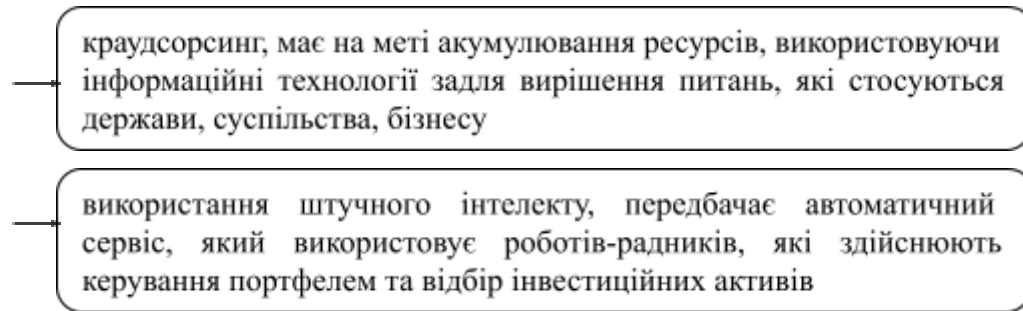 краудсорсинг, має на меті акумулювання ресурсів, використовуючи
інформаційні технології задля вирішення питань, які стосуються
держави, суспільства, бізнесу
використання штучного інтелекту, передбачає автоматичний
сервіс, який використовує роботів-радників, які здійснюють
керування портфелем та відбір інвестиційних активів